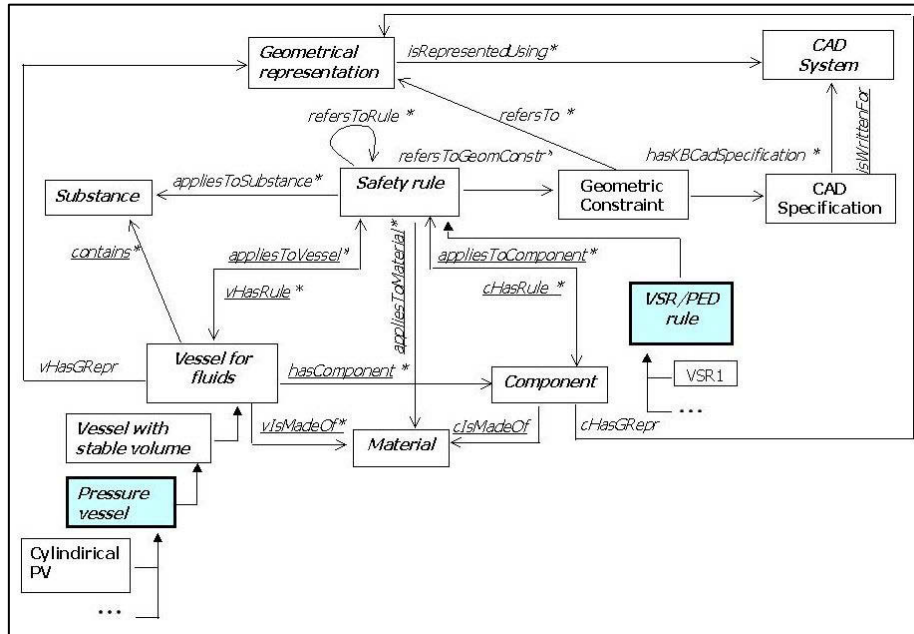 Geometrical
representation
isRepresentedUsing*
CAD
System
refersToRule *
refersTo *
refersToGeomConstr*
hasKBCadSpecification *
isWrittenFor
Substance
appliesToSubstance*
Safety rule
Geometric
Constraint
CAD
Specification
contains*
appliesToVessel*
vHasRule *
appliesToMaterial*
appliesToComponent*
cHasRule *
VSR/PED
rule
VSR1
...
vHasGRepr
Vessel for
fluids
hasComponent *
Component
Vessel with
stable volume
vIsMadeOf*
Material
cIsMadeOf
cHasGRepr
Pressure
vessel
Cylindirical
PV
...